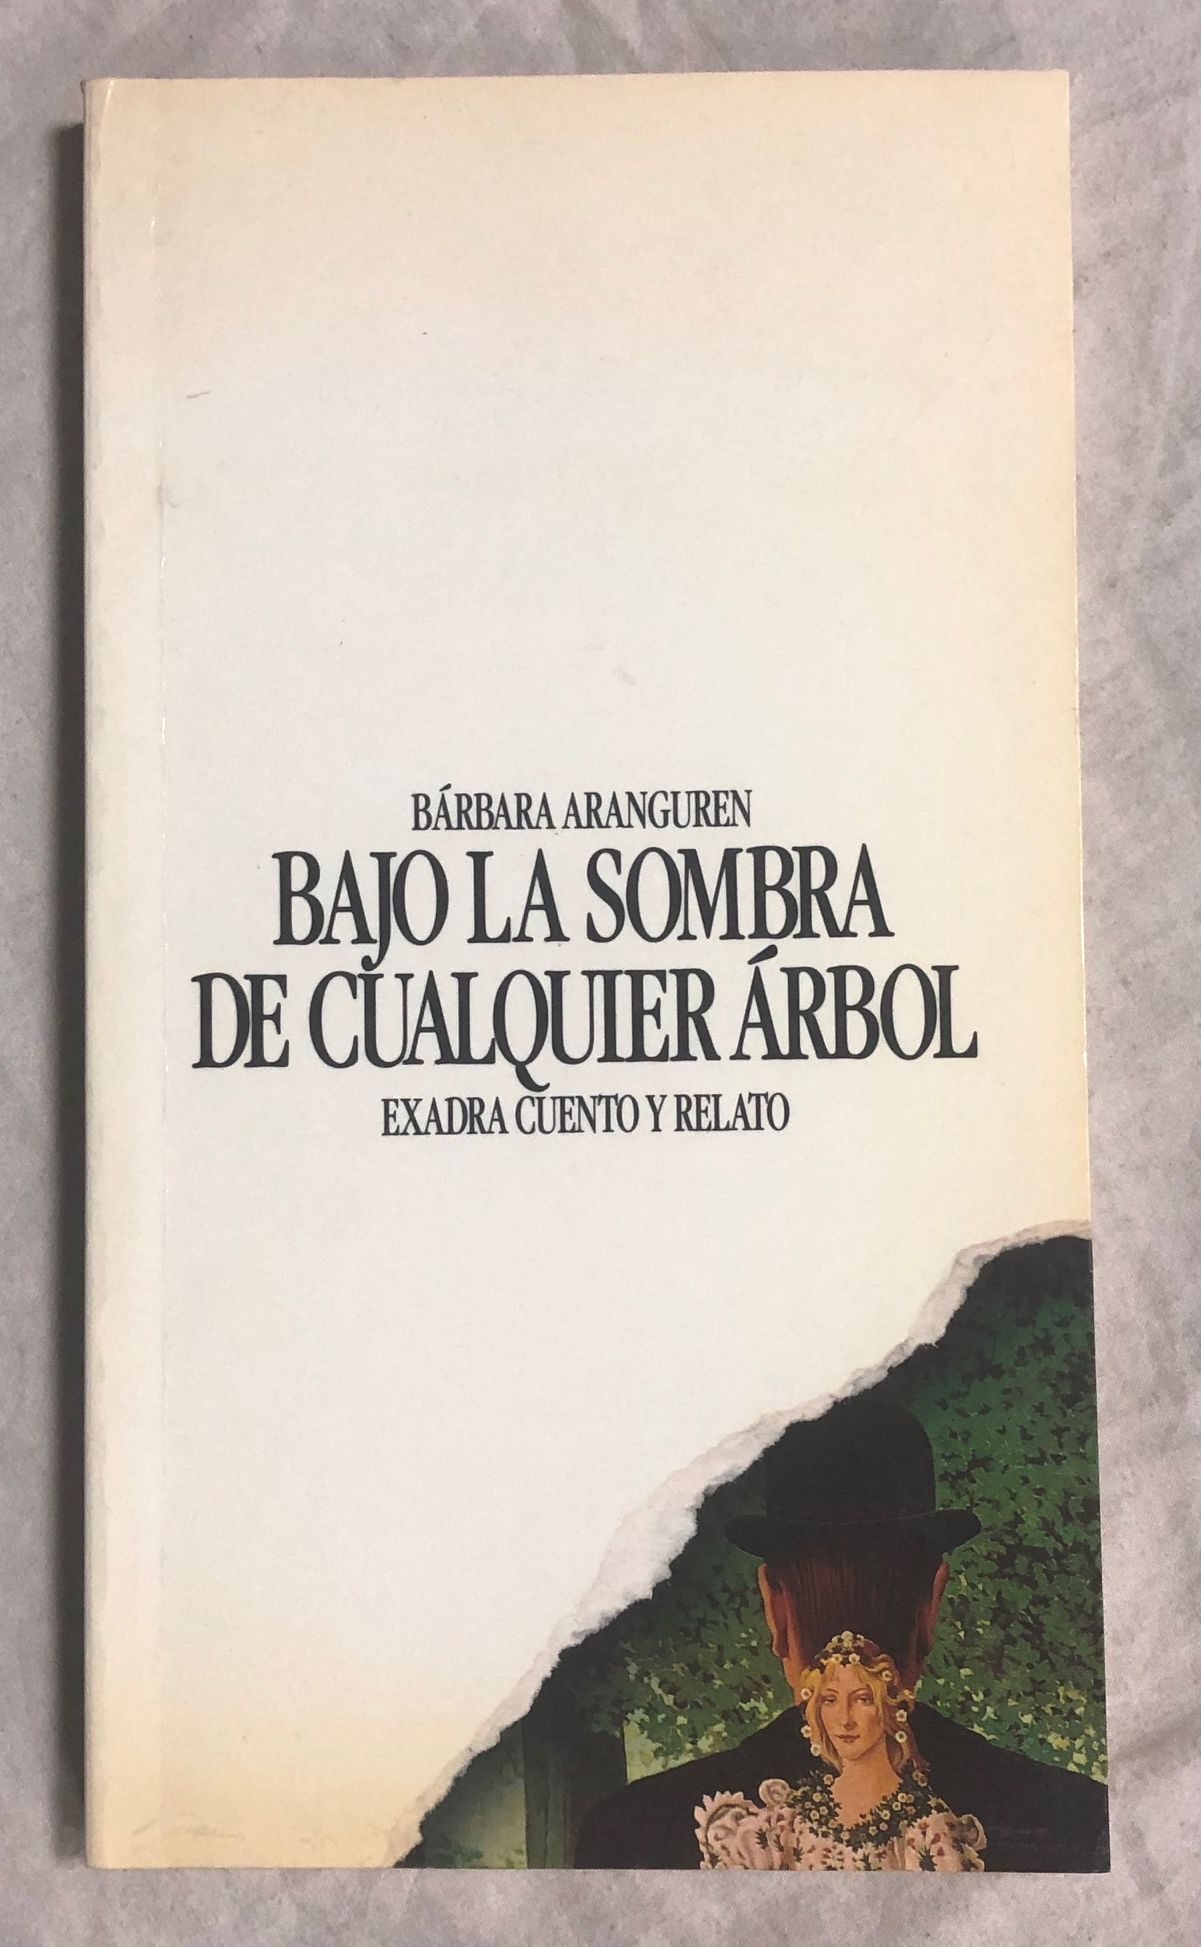 BÁRBARA ARANGUREN
BAJO LA SOMBRA
DE CUALQUIER ÁRBOL
EXADRA CUENTO Y RELATO